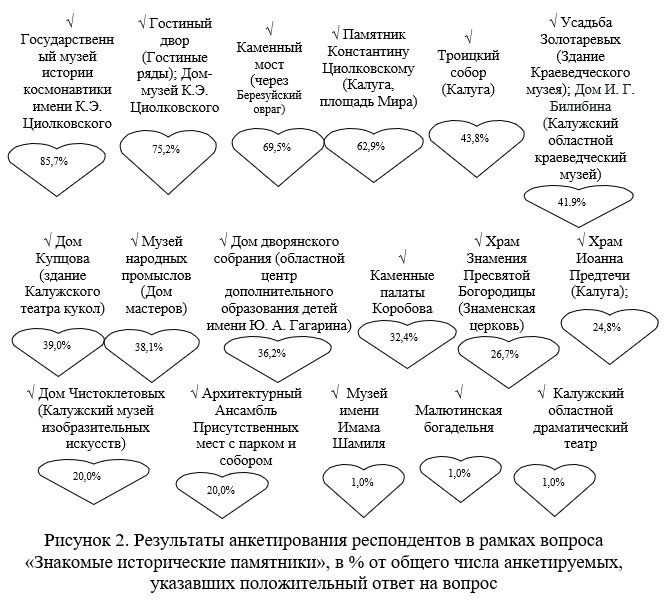 √
Государственн
ый музей
истории
космонавтики
имени К.Э.
Циолковского
85,7%
√ Гостиный
двор
(Гостиные
ряды); Дом-
музей К.Э.
Циолковского
75,2%
√
Каменный
мост
(через
Березуйский
овраг)
69,5%
√
Памятник
Константину
Циолковскому
(Калуга,
площадь Мира)
62,9%
√
Троицкий
собор
(Калуга)
43,8%
√ Усадьба
Золотаревых
(Здание
Краеведческого
музея); Дом И. Г.
Билибина
(Калужский
областной
краеведческий
музей)
41.9%
√ Дом
Купцова
(здание
Калужского
театра кукол)
39,0%
√ Музей
народных
промыслов
(Дом
мастеров)
38,1%
√ Дом дворянского
собрания (областной
центр
дополнительного
образования детей
имени Ю. А. Гагарина)
36,2%
√
Каменные
палаты
Коробова
32,4%
√ Храм
Знамения
Пресвятой
Богородицы
(Знаменская
церковь)
26,7%
√ Храм
Иоанна
Предтечи
(Калуга);
24,8%
√ Дом Чистоклетовых
(Калужский музей
изобразительных
искусств)
20,0%
√ Архитектурный
Ансамбль
Присутственных
мест с парком и
собором
20,0%
√ Музей
имени
Имама
Шамиля
1,0%
√
Малютинская
богадельня
1,0%
√ Калужский
областной
драматический
театр
1,0%
Рисунок 2. Результаты анкетирования респондентов в рамках вопроса
«Знакомые исторические памятники», в % от общего числа анкетируемых,
указавших положительный ответ на вопрос